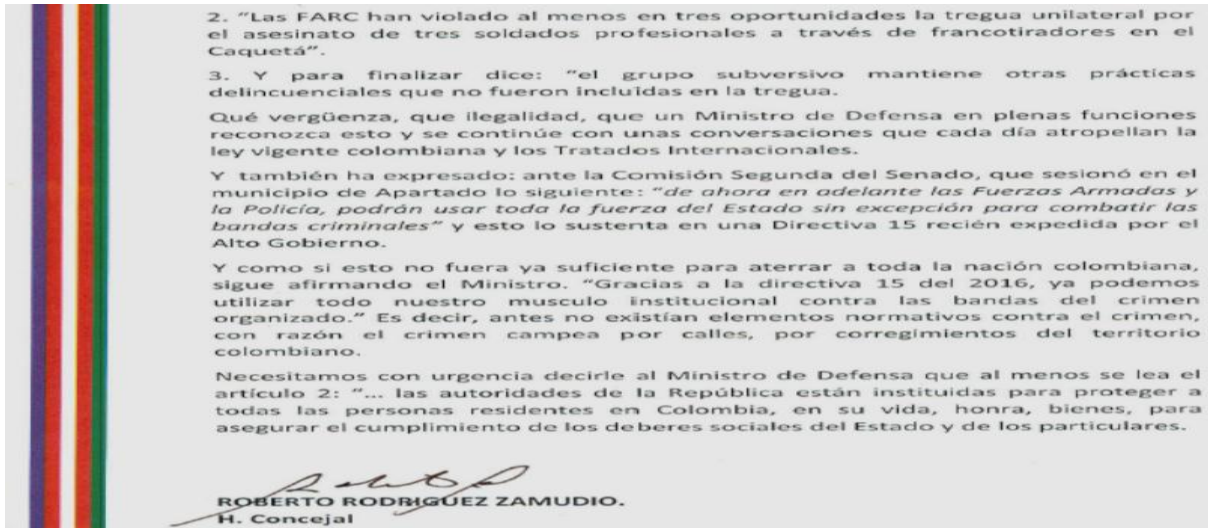 2. “Las FARC han violado al menos en tres oportunidades la tregua unilateral por
el asesinato de tres soldados profesionales a través de francotiradores en el
Caquetá”.
3. Y para finalizar dice: “el grupo subversivo mantiene otras prácticas
delincuenciales que no fueron incluidas en la tregua.
Qué vergüenza, que ilegalidad, que un Ministro de Defensa en plenas funciones
reconozca esto y se continúe con unas conversaciones que cada día atropellan la
ley vigente colombiana y los Tratados Internacionales.
Y también ha expresado: ante la Comisión Segunda del Senado, que sesionó en el
municipio de Apartado lo siguiente: “de ahora en adelante las Fuerzas Armadas y
la Policía, podrán usar toda la fuerza del Estado sin excepción para combatir las
bandas criminales” y esto lo sustenta en una Directiva 15 recién expedida por el
Alto Gobierno.
Y como si esto no fuera ya suficiente para aterrar a toda la nación colombiana,
sigue afirmando el Ministro. “Gracias a la directiva 15 del 2016, ya podemos
utilizar todo nuestro musculo institucional contra las bandas del crimen
organizado.” Es decir, antes no existían elementos normativos contra el crimen,
con razón el crimen campea por calles, por corregimientos del territorio
colombiano.
Necesitamos con urgencia decirle al Ministro de Defensa que al menos se lea el
artículo 2: “... las autoridades de la República están instituidas para proteger a
todas las personas residentes en Colombia, en su vida, honra, bienes, para
asegurar el cumplimiento de los deberes sociales del Estado y de los particulares.
ROBERTO RODRIGUEZ ZAMUDIO.
H. Concejal